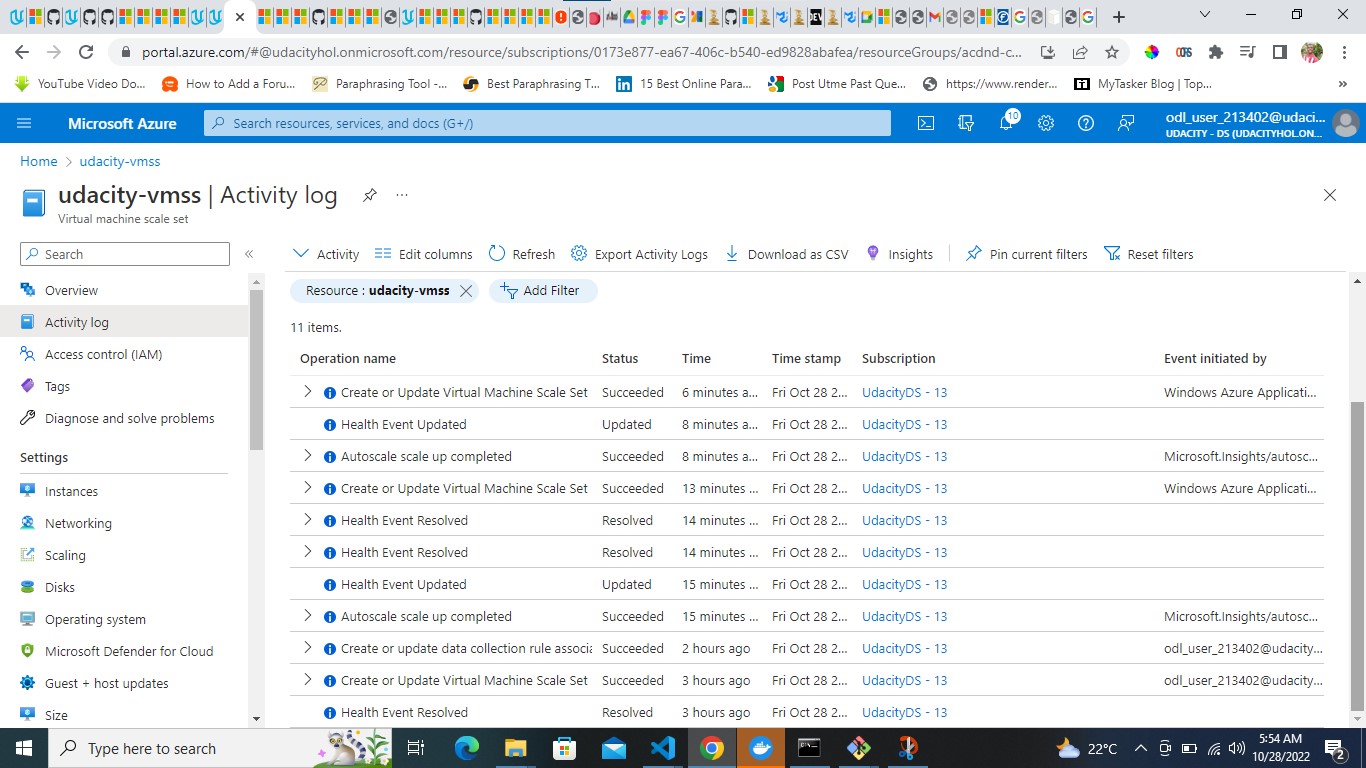 portal.azure.com/#@udacityhol.onmicrosoft.com/resource/subscriptions/0173e877-ea67-406c-b540-ed9828abafea/resourceGroups/acdnd-c...
YouTube Video Do... How to Add a Foru... Paraphrasing Tool -... Best Paraphrasing T... 15 Best Online Para... Post Utme Past Que... https://www.render... MyTasker Blog | Top... »
Microsoft Azure Search resources, services, and docs (G+/) 10 odl_user_213402@udaci...
UDACITY - DS (UDACITYHOL.ON...
Home > udacity-vmss
udacity-vmss | Activity log ...
Virtual machine scale set
Search «
Activity Edit columns Refresh Export Activity Logs Download as CSV Insights Pin current filters Reset filters
Overview
Activity log
Access control (IAM)
Tags
Diagnose and solve problems
Settings
Instances
Networking
Scaling
Disks
Operating system
Microsoft Defender for Cloud
Guest + host updates
Size
Resource : udacity-vmss Add Filter
11 items.
Operation name Status Time Time stamp Subscription Event initiated by
Create or Update Virtual Machine Scale Set Succeeded 6 minutes a... Fri Oct 28 2... UdacityDS - 13 Windows Azure Applicati...
Health Event Updated Updated 8 minutes a... Fri Oct 28 2... UdacityDS - 13
Autoscale scale up completed Succeeded 8 minutes a... Fri Oct 28 2... UdacityDS - 13 Microsoft.Insights/autosc...
Create or Update Virtual Machine Scale Set Succeeded 13 minutes ... Fri Oct 28 2... UdacityDS - 13 Windows Azure Applicati...
Health Event Resolved Resolved 14 minutes ... Fri Oct 28 2... UdacityDS - 13
Health Event Resolved Resolved 14 minutes ... Fri Oct 28 2... UdacityDS - 13
Health Event Updated Updated 15 minutes ... Fri Oct 28 2... UdacityDS - 13
Autoscale scale up completed Succeeded 15 minutes ... Fri Oct 28 2... UdacityDS - 13 Microsoft.Insights/autosc...
Create or update data collection rule associa Succeeded 2 hours ago Fri Oct 28 2... UdacityDS - 13 odl_user_213402@udacity...
Create or Update Virtual Machine Scale Set Succeeded 3 hours ago Fri Oct 28 2... UdacityDS - 13 odl_user_213402@udacity...
Health Event Resolved Resolved 3 hours ago Fri Oct 28 2... UdacityDS - 13
Type here to search 22°C 5:54 AM
10/28/2022 2